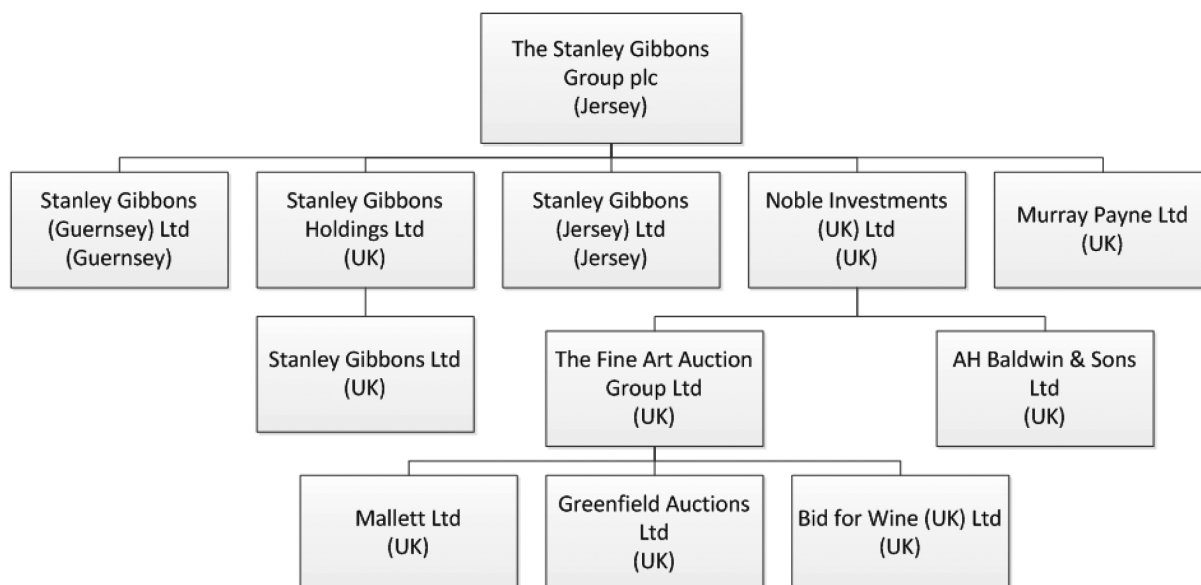 The Stanley Gibbons
Group plc
(Jersey)
Stanley Gibbons
(Guernsey) Ltd
(Guernsey)
Stanley Gibbons
Holdings Ltd
(UK)
Stanley Gibbons
(Jersey) Ltd
(Jersey)
Noble Investments
(UK) Ltd
(UK)
Murray Payne Ltd
(UK)
Stanley Gibbons Ltd
(UK)
The Fine Art Auction
Group Ltd
(UK)
AH Baldwin & Sons
Ltd
(UK)
Mallett Ltd
(UK)
Greenfield Auctions
Ltd
(UK)
Bid for Wine (UK) Ltd
(UK)